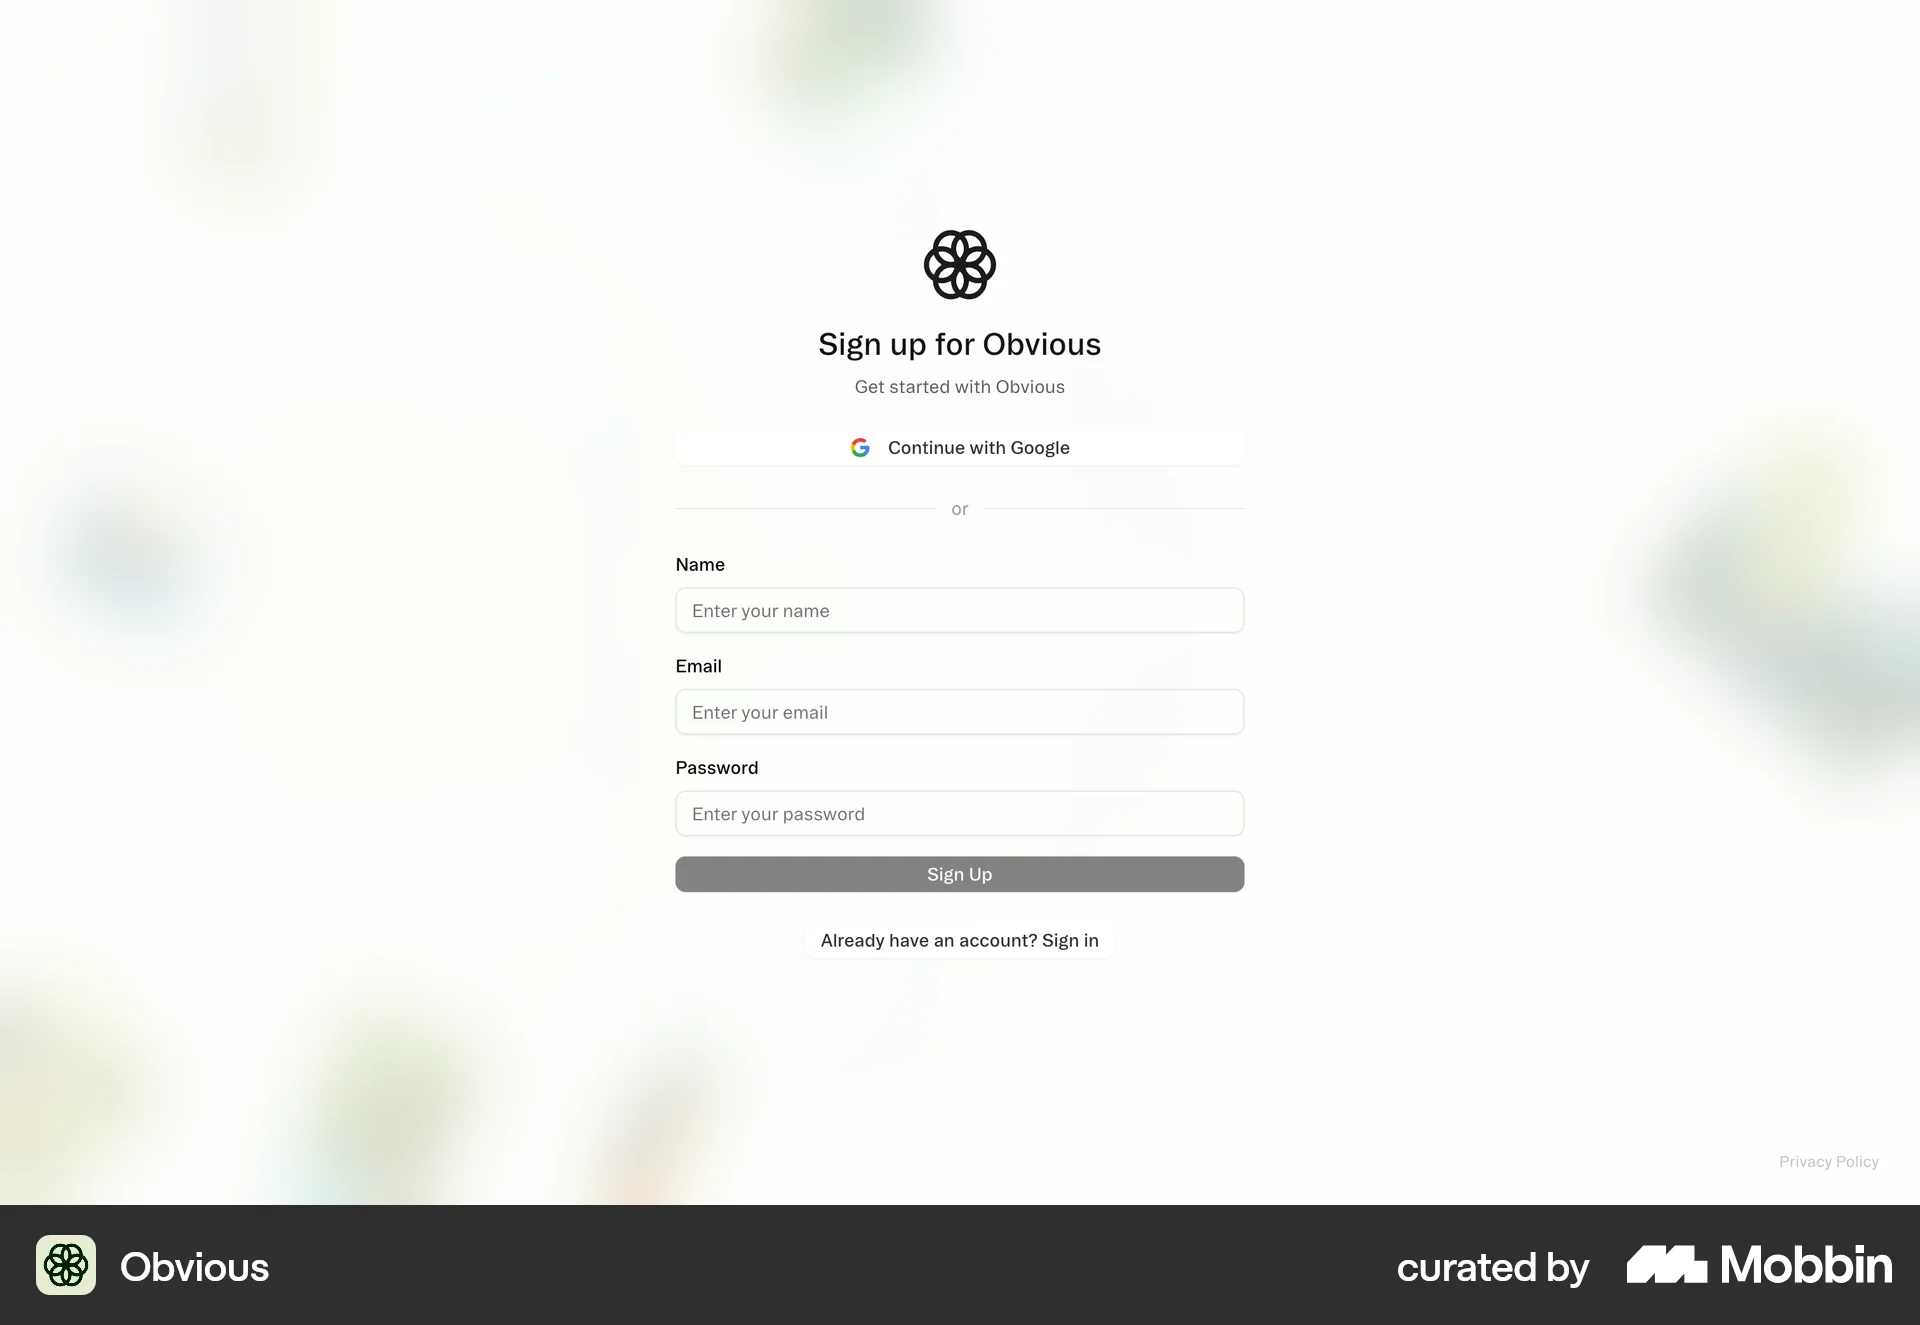 Sign up for Obvious
Get started with Obvious
Continue with Google
or
Name
Enter your name
Email
Enter your email
Password
Enter your password
Sign Up
Already have an account? Sign in
Privacy Policy
Obvious
curated by Mobbin